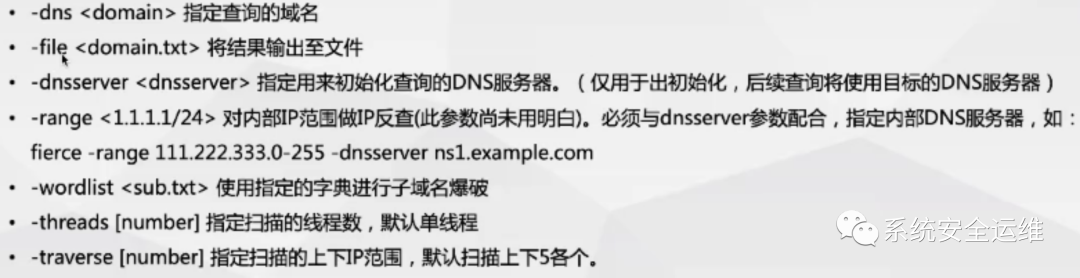 • -dns <domain> 指定查询的域名
• -file <domain.txt> 将结果输出至文件
• -dnsserver <dnsserver> 指定用来初始化查询的DNS服务器。（仅用于出初始化，后续查询将使用目标的DNS服务器）
• -range <1.1.1.1/24> 对内部IP范围做IP反查(此参数尚未用明白)。必须与dnsserver参数配合，指定内部DNS服务器，如：
fierce -range 111.222.333.0-255 -dnsserver ns1.example.com
• -wordlist <sub.txt> 使用指定的字典进行子域名爆破
• -threads [number] 指定扫描的线程数，默认单线程
• -traverse [number] 指定扫描的上下IP范围，默认扫描上下5各个。
系统安全运维